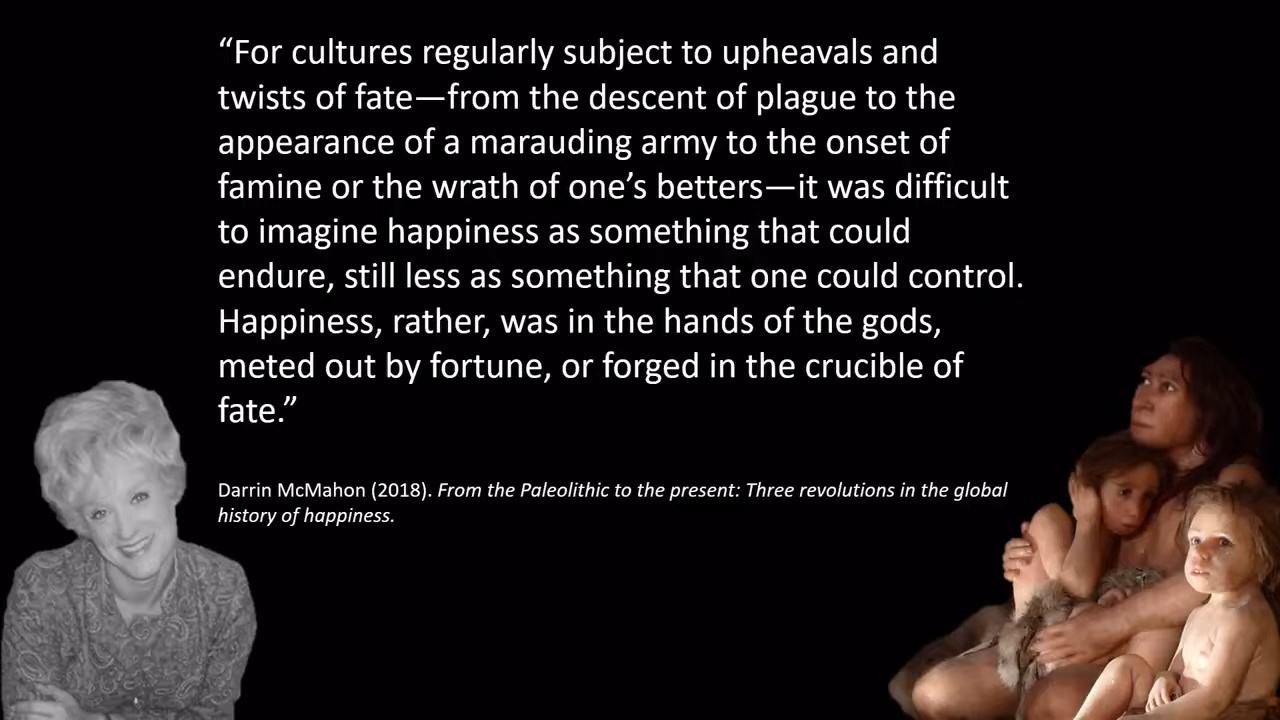 “For cultures regularly subject to upheavals and
twists of fate—from the descent of plague to the
appearance of a marauding army to the onset of
famine or the wrath of one’s betters—it was difficult
to imagine happiness as something that could
endure, still less as something that one could control.
Happiness, rather, was in the hands of the gods,
meted out by fortune, or forged in the crucible of
fate.”
Darrin McMahon (2018). From the Paleolithic to the present: Three revolutions in the global
history of happiness.